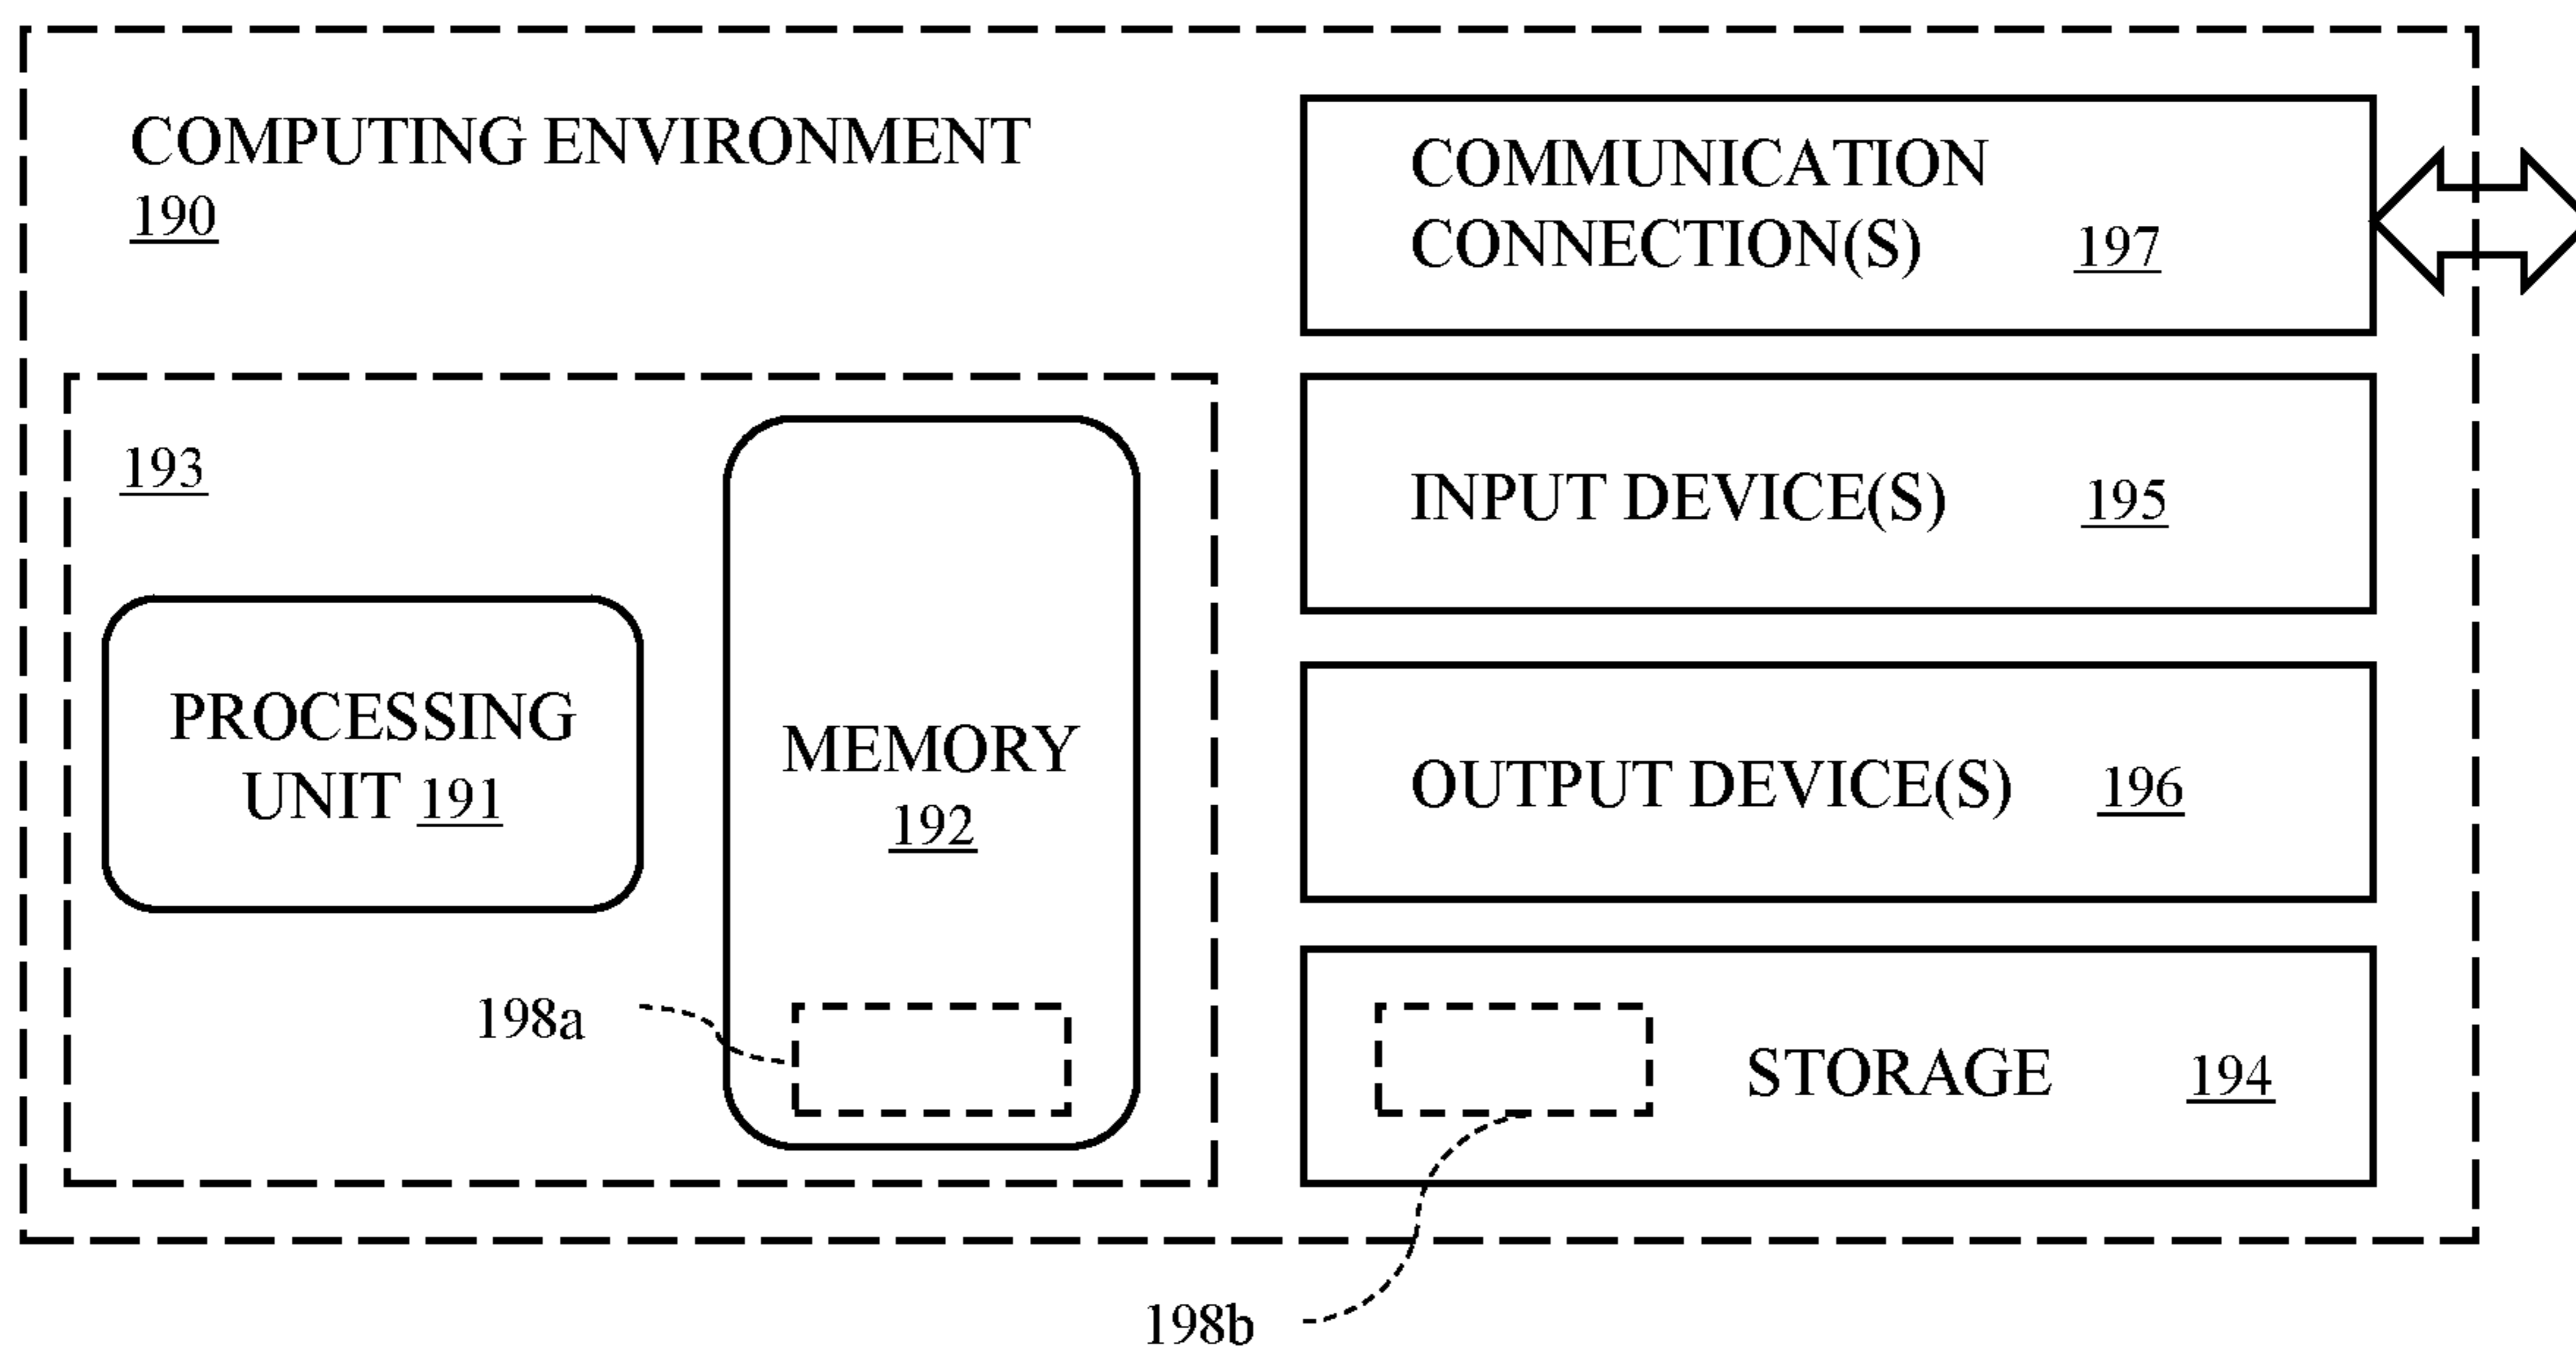 COMPUTING ENVIRONMENT
190
COMMUNICATION
CONNECTION(S) 197
193
INPUT DEVICE(S) 195
PROCESSING
UNIT 191
MEMORY
192
OUTPUT DEVICE(S) 196
198a
STORAGE 194
198b